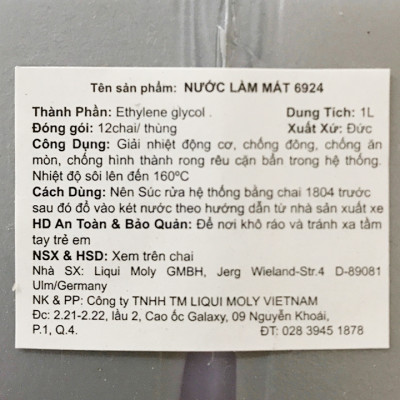 Tên sản phẩm: NƯỚC LÀM MÁT 6924
Thành Phần: Ethylene glycol . Dung Tích: 1L
Đóng gói: 12chai/ thùng Xuất Xứ: Đức
Công Dụng: Giải nhiệt động cơ, chống đông, chống ăn
mòn, chống hình thành rong rêu cặn bẩn trong hệ thống.
Nhiệt độ sôi lên đến 160ºC
Cách Dùng: Nên Súc rửa hệ thống bằng chai 1804 trước
sau đó đổ vào két nước theo hướng dẫn từ nhà sản xuất xe
HD An Toàn & Bảo Quản: Để nơi khô ráo và tránh xa tầm
tay trẻ em
NSX & HSD: Xem trên chai
Nhà SX: Liqui Moly GMBH, Jerg Wieland-Str.4 D-89081
Ulm/Germany
NK & PP: Công ty TNHH TM LIQUI MOLY VIETNAM
Đc: 2.21-2.22, lầu 2, Cao ốc Galaxy, 09 Nguyễn Khoái,
P.1, Q.4. ĐT: 028 3945 1878